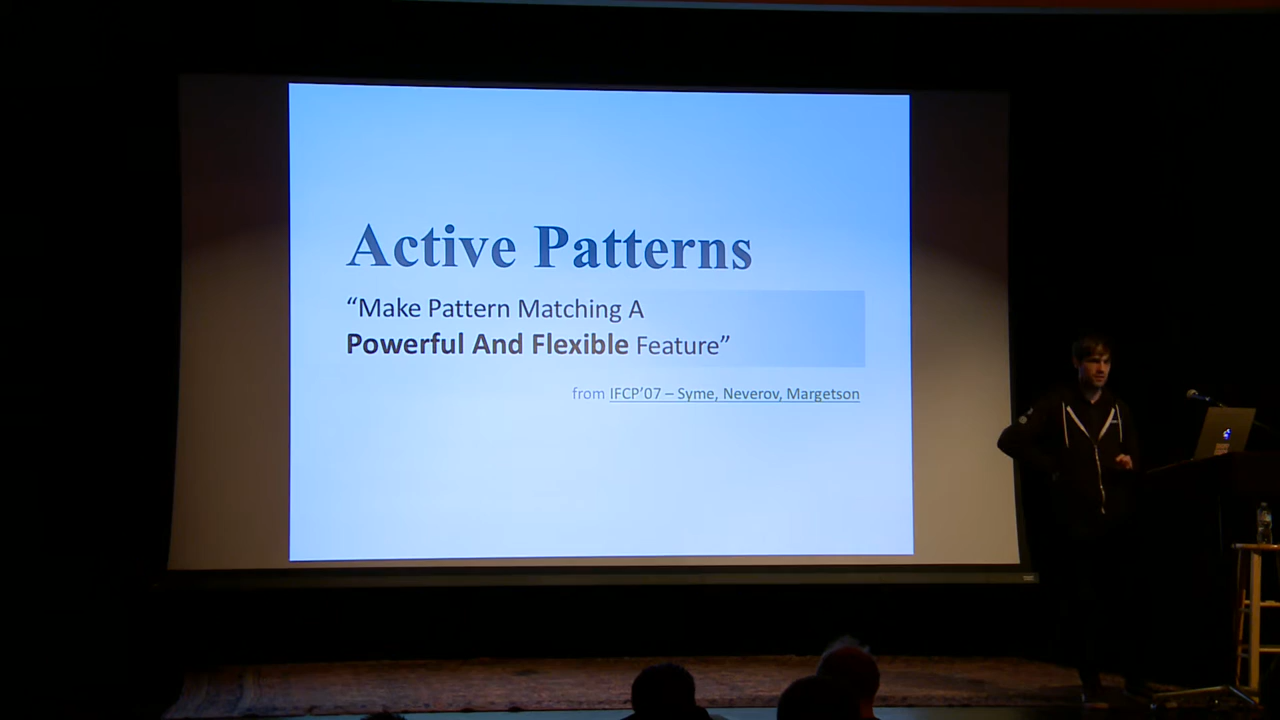 Active Patterns
“Make Pattern Matching A
Powerful And Flexible Feature”
from IFCP’07 – Syme, Neverov, Margetson